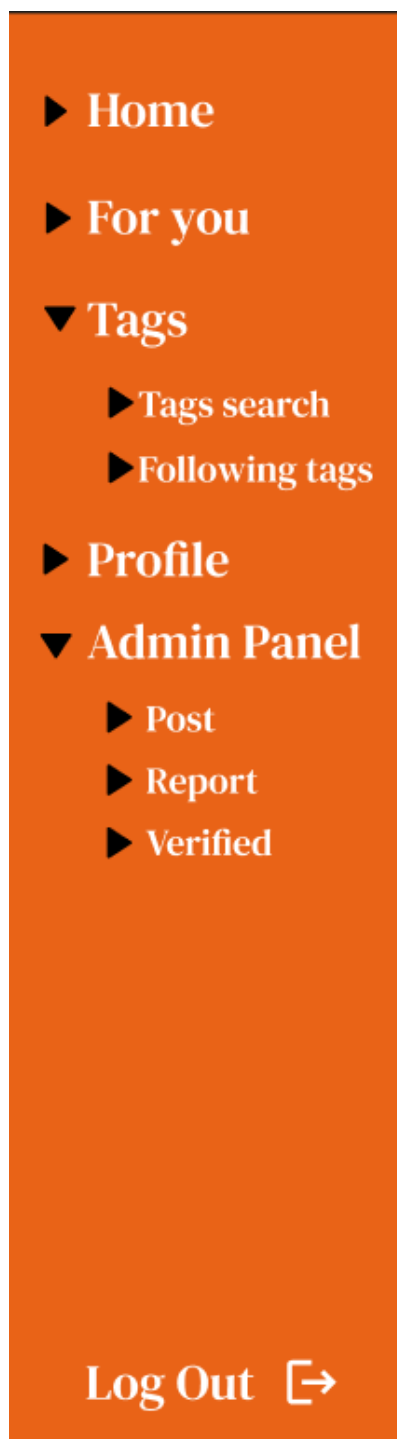 Home
For you
Tags
Tags search
Following tags
Profile
Admin Panel
Post
Report
Verified
Log Out